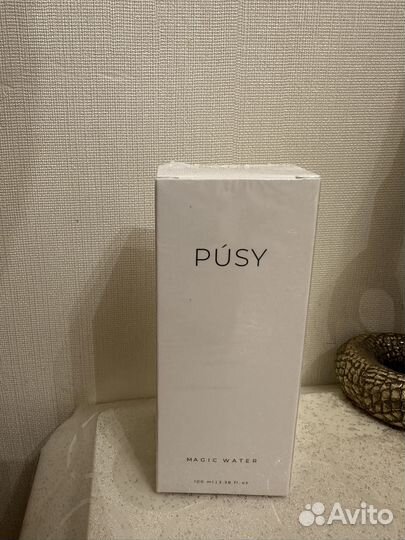 PÚSY
MAGIC WATER
100 ml | 3.38 fl. oz
Avito